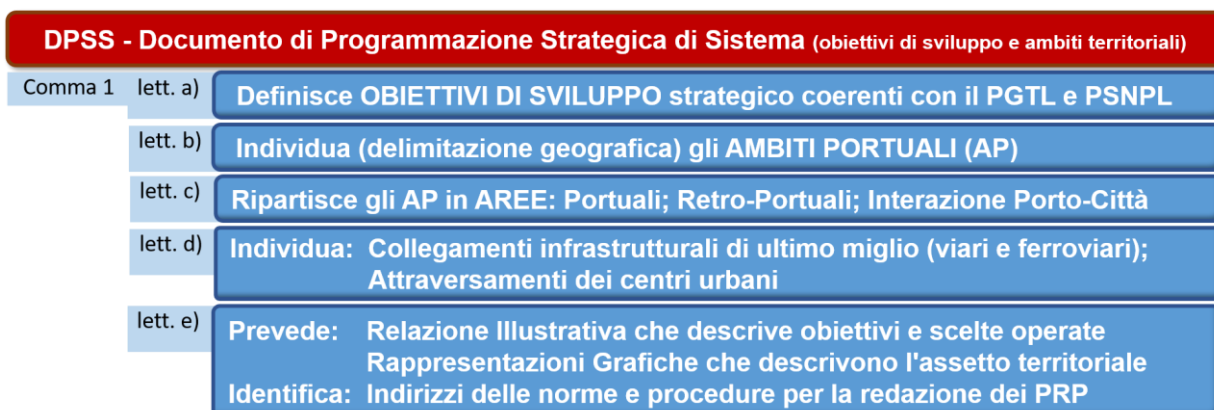 DPSS - Documento di Programmazione Strategica di Sistema (obiettivi di sviluppo e ambiti territoriali)
Comma 1 lett. a) Definisce OBIETTIVI DI SVILUPPO strategico coerenti con il PGTL e PSNPL
lett. b) Individua (delimitazione geografica) gli AMBITI PORTUALI (AP)
lett. c) Ripartisce gli AP in AREE: Portuali; Retro-Portuali; Interazione Porto-Città
lett. d) Individua: Collegamenti infrastrutturali di ultimo miglio (viari e ferroviari);
Attraversamenti dei centri urbani
lett. e) Prevede: Relazione Illustrativa che descrive obiettivi e scelte operate
Rappresentazioni Grafiche che descrivono l'assetto territoriale
Identifica: Indirizzi delle norme e procedure per la redazione dei PRP